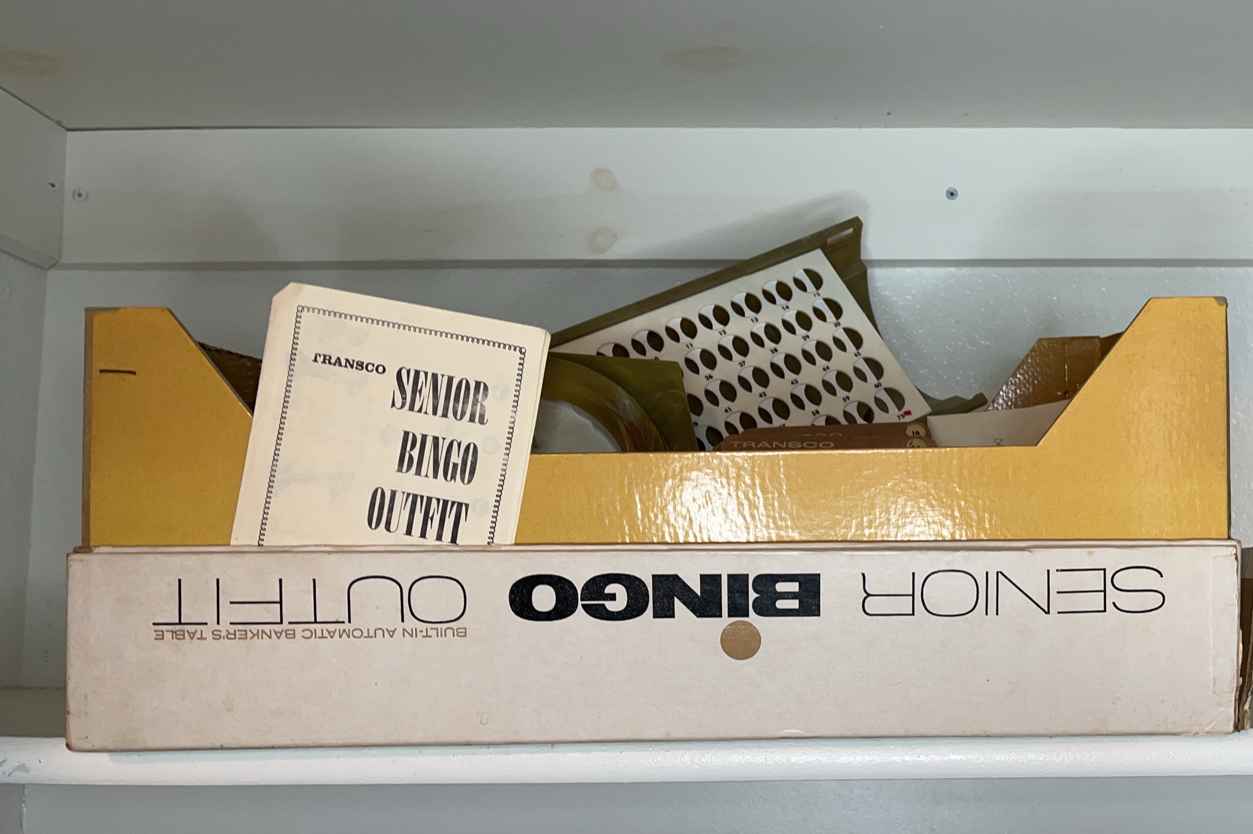 TRANSCO
SENIOR
BINGO
OUTFIT
TRANSCO
SENIOR BINGO OUTFIT
BUILT-IN AUTOMATIC BANKER'S TABLE